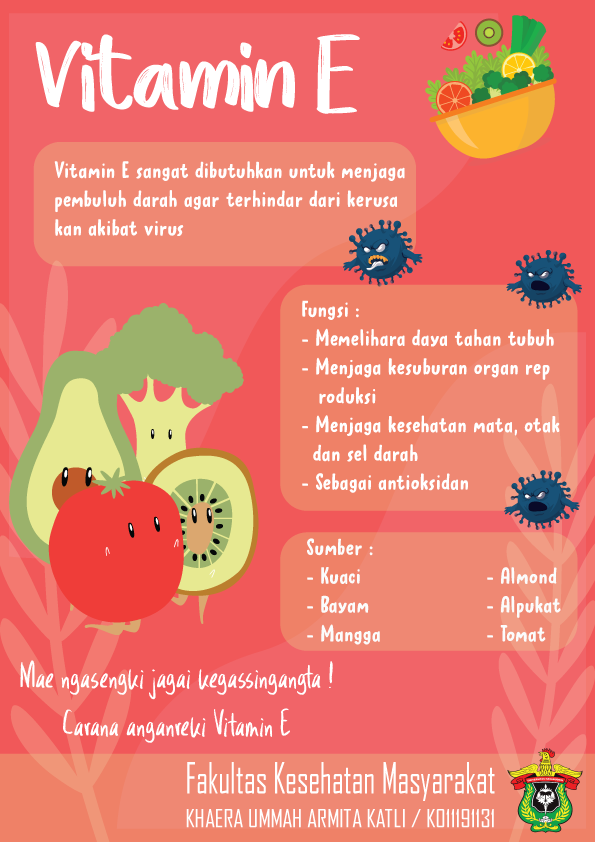 Vitamin E
Vitamin E sangat dibutuhkan untuk menjaga
pembuluh darah agar terhindar dari kerusa
kan akibat virus
Fungsi :
- Memelihara daya tahan tubuh
- Menjaga kesuburan organ rep
roduksi
- Menjaga kesehatan mata, otak
dan sel darah
- Sebagai antioksidan
Sumber :
- Kuaci
- Bayam
- Mangga
- Almond
- Alpukat
- Tomat
Mae ngasengki jagai kegassingangta !
Carana anganreki Vitamin E
Fakultas Kesehatan Masyarakat
KHAERA UMMAH ARMITA KATLI / K011191131